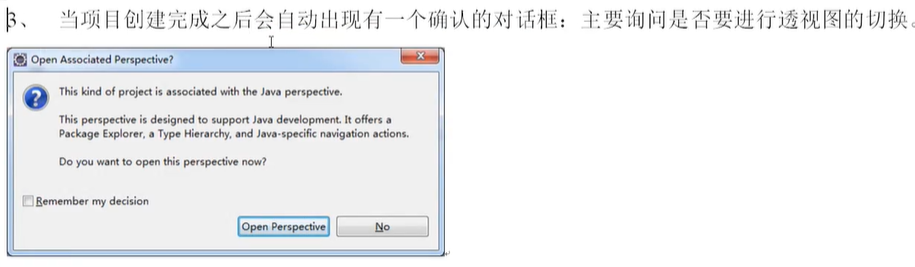 3、 当项目创建完成之后会自动出现有一个确认的对话框：主要询问是否要进行透视图的切换。
Open Associated Perspective?
This kind of project is associated with the Java perspective.
This perspective is designed to support Java development. It offers a
Package Explorer, a Type Hierarchy, and Java-specific navigation actions.
Do you want to open this perspective now?
Remember my decision
Open Perspective
No